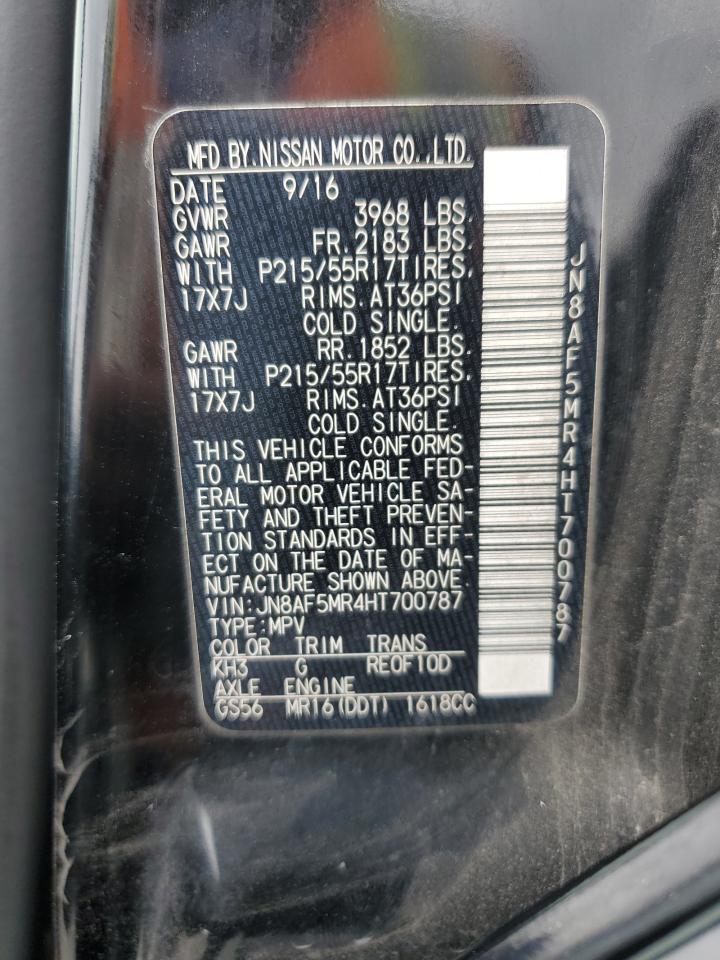 MFD BY.NISSAN MOTOR CO.,LTD.
DATE 9/16
GVWR 3968 LBS.
GAWR FR.2183 LBS.
WITH P215/55R17TIRES.
17X7J RIMS.AT36PSI
COLD SINGLE.
GAWR RR.1852 LBS.
WITH P215/55R17TIRES.
17X7J RIMS.AT36PSI
COLD SINGLE.
THIS VEHICLE CONFORMS
TO ALL APPLICABLE FED-
ERAL MOTOR VEHICLE SA-
FETY AND THEFT PREVEN-
TION STANDARDS IN EFF-
ECT ON THE DATE OF MA-
NUFACTURE SHOWN ABOVE.
VIN:JN8AF5MR4HT700787
TYPE:MPV
COLOR TRIM TRANS
KH3 G REOF10D
AXLE ENGINE
GS56 MR16(DDT) 1618CC
JN8AF5MR4HT700787